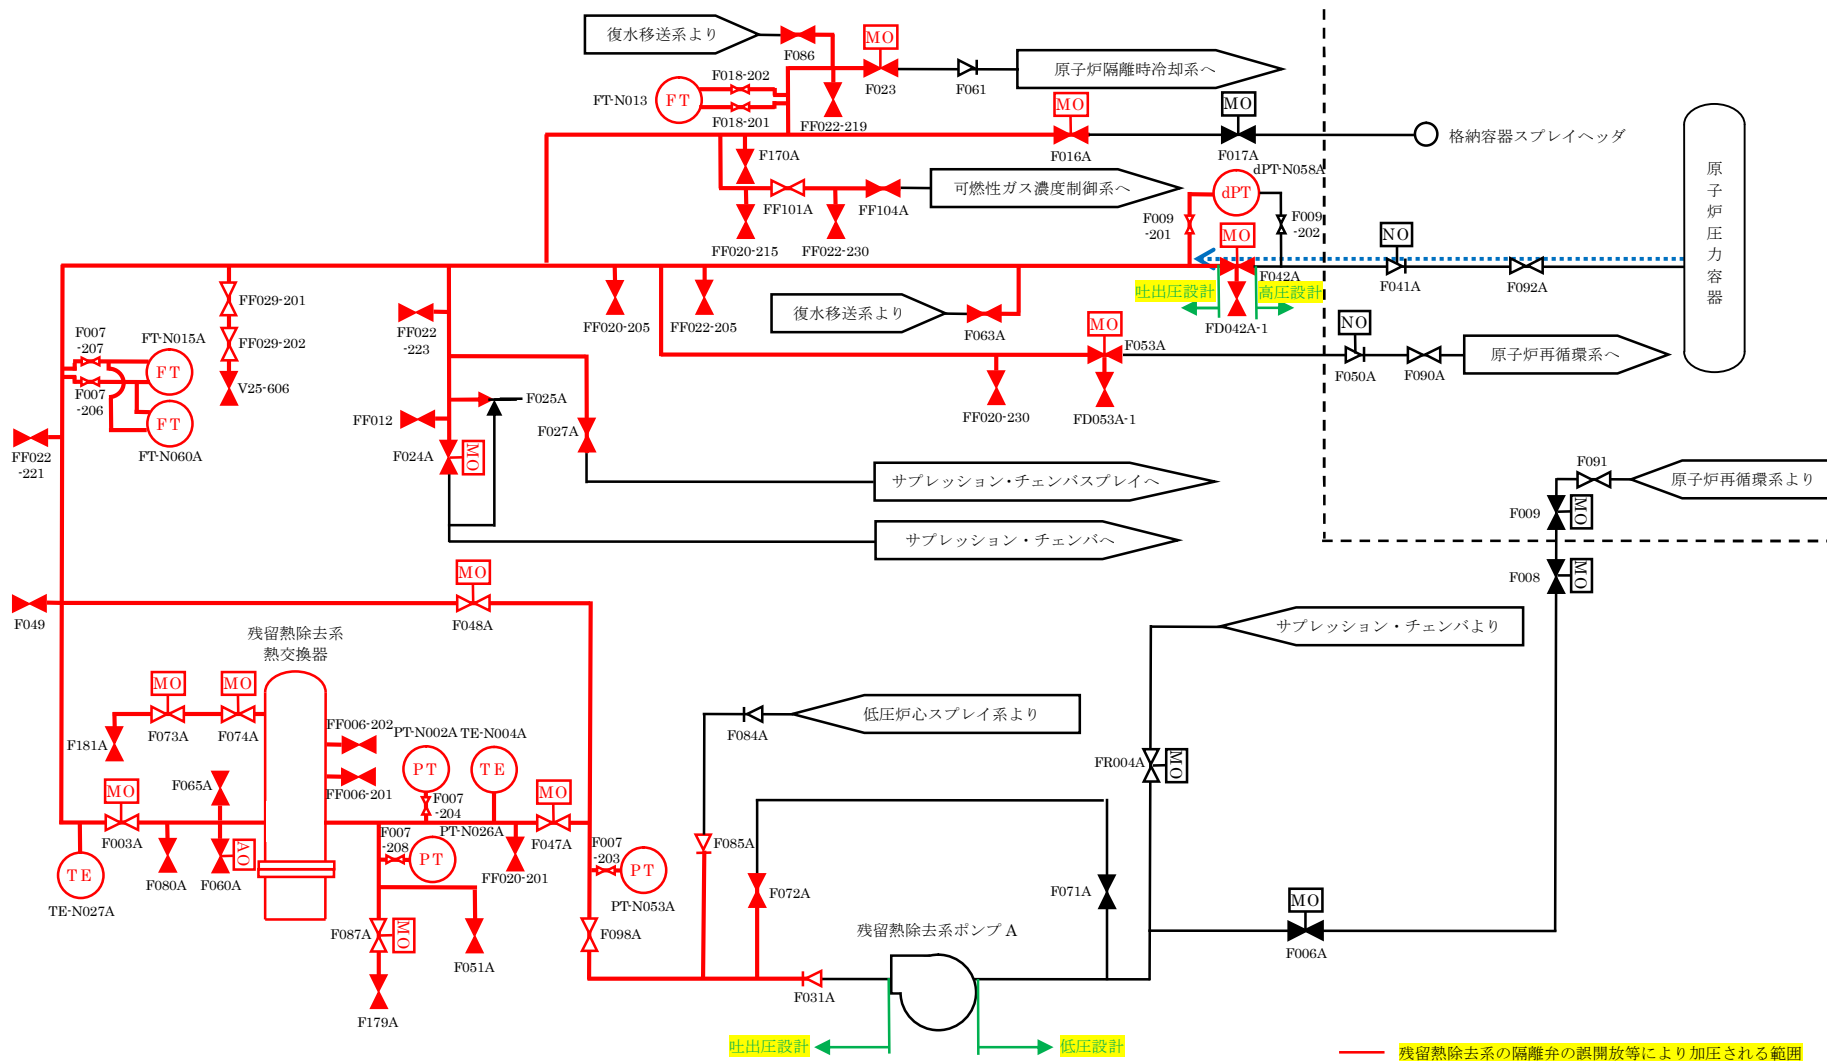 復水移送系より
F086
MO
F023
F061
原子炉隔離時冷却系へ
F018-202
FT-N013
FT
F018-201
FF022-219
MO
F016A
MO
F017A
格納容器スプレイヘッダ
F170A
dPT-N058A
dPT
可燃性ガス濃度制御系へ
FF101A
FF104A
FF020-215
FF022-230
F009
-201
F009
-202
MO
F042A
NO
F041A
F092A
原子炉圧力容器
吐出圧設計
高圧設計
FD042A-1
FF029-201
FF029-202
V25-606
FF022
-223
FF020-205
FF022-205
復水移送系より
F063A
MO
F053A
NO
F050A
F090A
原子炉再循環系へ
F007
-207
FT-N015A
FT
F007
-206
FT
FT-N060A
FF020-230
FD053A-1
FF012
F025A
F027A
F024A
MO
FF022
-221
サプレッション・チェンバスプレイへ
サプレッション・チェンバへ
F091
原子炉再循環系より
F009
MO
F008
MO
F049
MO
F048A
サプレッション・チェンバより
残留熱除去系
熱交換器
MO
F073A
MO
F074A
F181A
FF006-202
FF006-201
PT-N002A
PT
TE-N004A
TE
低圧炉心スプレイ系より
F084A
FR004A
MO
F065A
MO
F003A
F007
-204
MO
F047A
TE
TE-N027A
F080A
F060A
AO
F007
-208
PT-N026A
PT
FF020-201
F007
-203
PT
PT-N053A
F085A
F072A
F071A
MO
F006A
F087A
MO
F051A
F098A
F179A
残留熱除去系ポンプ A
F031A
吐出圧設計
低圧設計
残留熱除去系の隔離弁の誤開放等により加圧される範囲